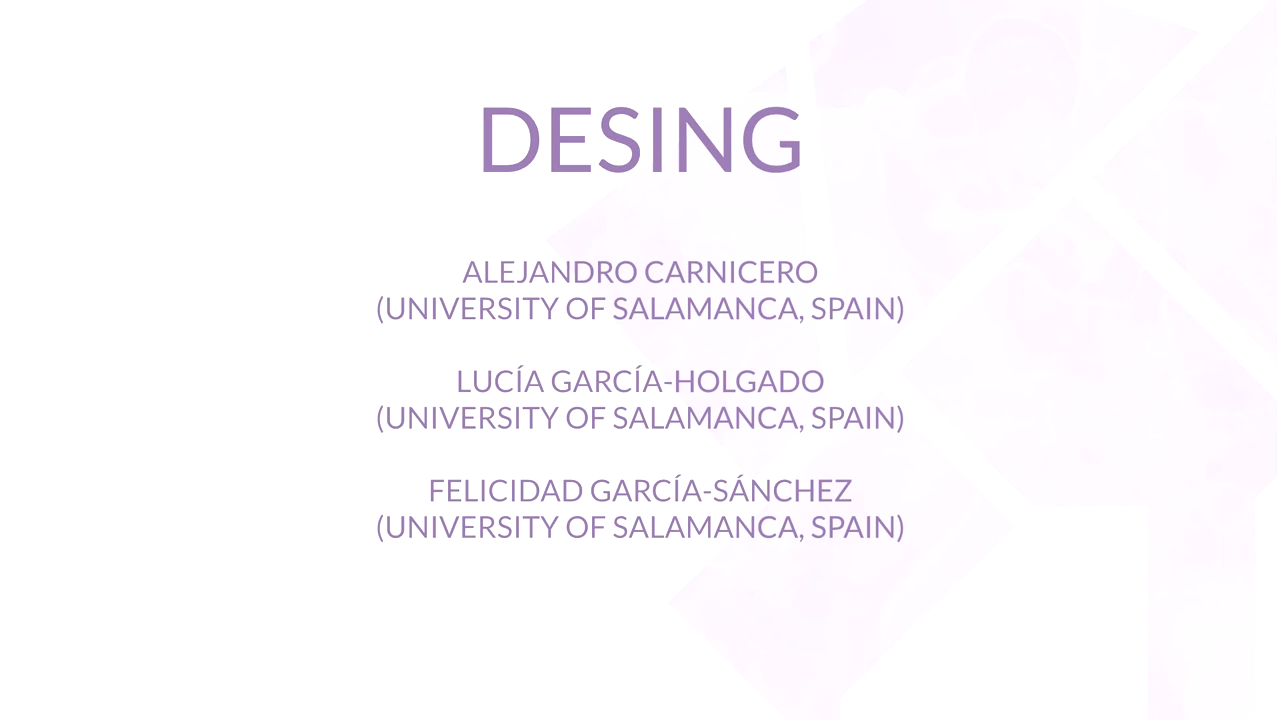 DESING
ALEJANDRO CARNICERO
(UNIVERSITY OF SALAMANCA, SPAIN)
LUCÍA GARCÍA-HOLGADO
(UNIVERSITY OF SALAMANCA, SPAIN)
FELICIDAD GARCÍA-SÁNCHEZ
(UNIVERSITY OF SALAMANCA, SPAIN)